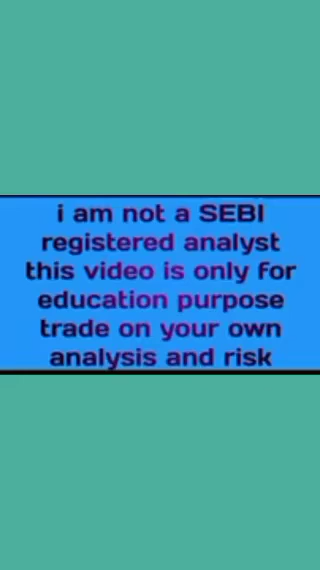 i am not a SEBI
registered analyst
this video is only for
education purpose
trade on your own
analysis and risk